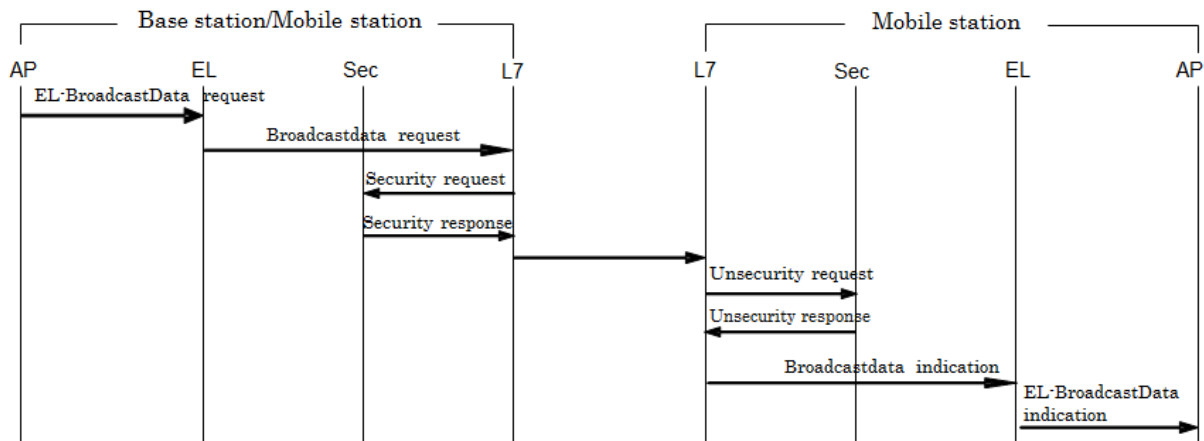 Base station/Mobile station
Mobile station
AP
EL
Sec
L7
L7
Sec
EL
AP
EL-BroadcastData request
Broadcastdata request
Security request
Security response
Unsecurity request
Unsecurity response
Broadcastdata indication
EL-BroadcastData
indication